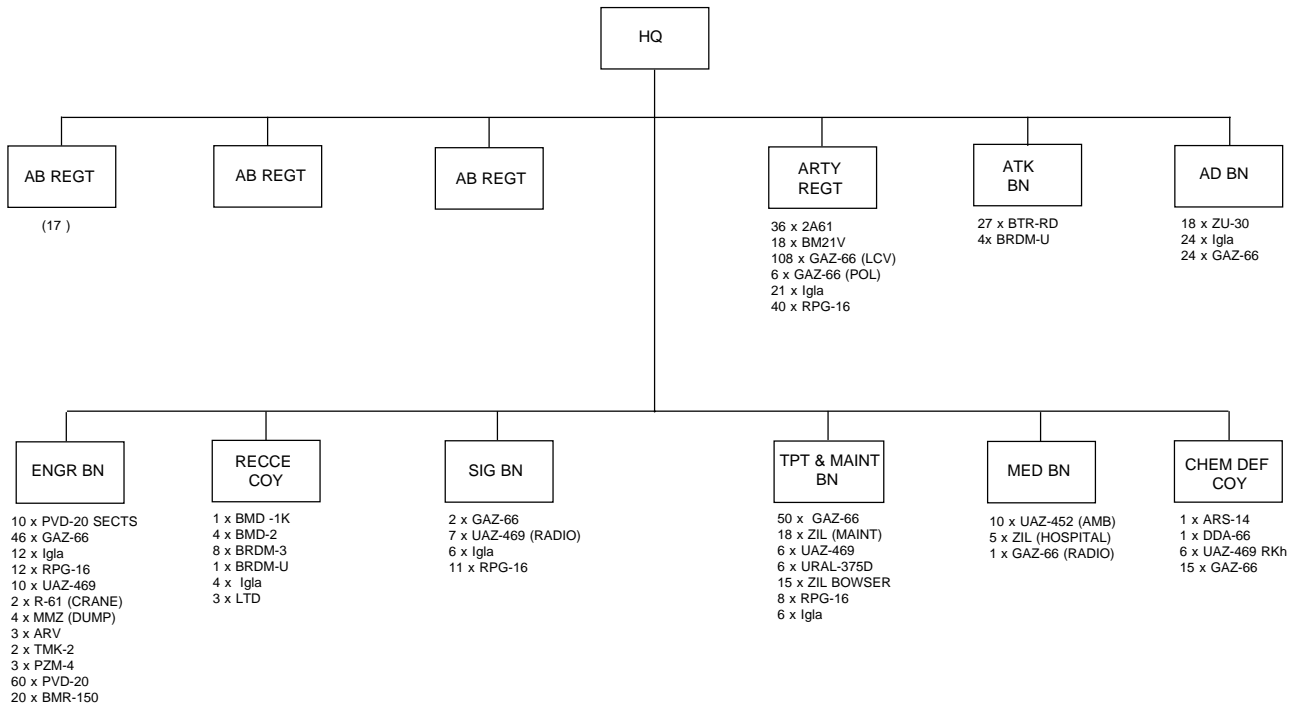 HQ
AB REGT
(17 )
AB REGT
AB REGT
ARTY
REGT
36 x 2A61
18 x BM21V
108 x GAZ-66 (LCV)
6 x GAZ-66 (POL)
21 x Igla
40 x RPG-16
ATK
BN
27 x BTR-RD
4x BRDM-U
AD BN
18 x ZU-30
24 x Igla
24 x GAZ-66
ENGR BN
10 x PVD-20 SECTS
46 x GAZ-66
12 x Igla
12 x RPG-16
10 x UAZ-469
2 x R-61 (CRANE)
4 x MMZ (DUMP)
3 x ARV
2 x TMK-2
3 x PZM-4
60 x PVD-20
20 x BMR-150
RECCE
COY
1 x BMD -1K
4 x BMD-2
8 x BRDM-3
1 x BRDM-U
4 x Igla
3 x LTD
SIG BN
2 x GAZ-66
7 x UAZ-469 (RADIO)
6 x Igla
11 x RPG-16
TPT & MAINT
BN
50 x GAZ-66
18 x ZIL (MAINT)
6 x UAZ-469
6 x URAL-375D
15 x ZIL BOWSER
8 x RPG-16
6 x Igla
MED BN
10 x UAZ-452 (AMB)
5 x ZIL (HOSPITAL)
1 x GAZ-66 (RADIO)
CHEM DEF
COY
1 x ARS-14
1 x DDA-66
6 x UAZ-469 RKh
15 x GAZ-66